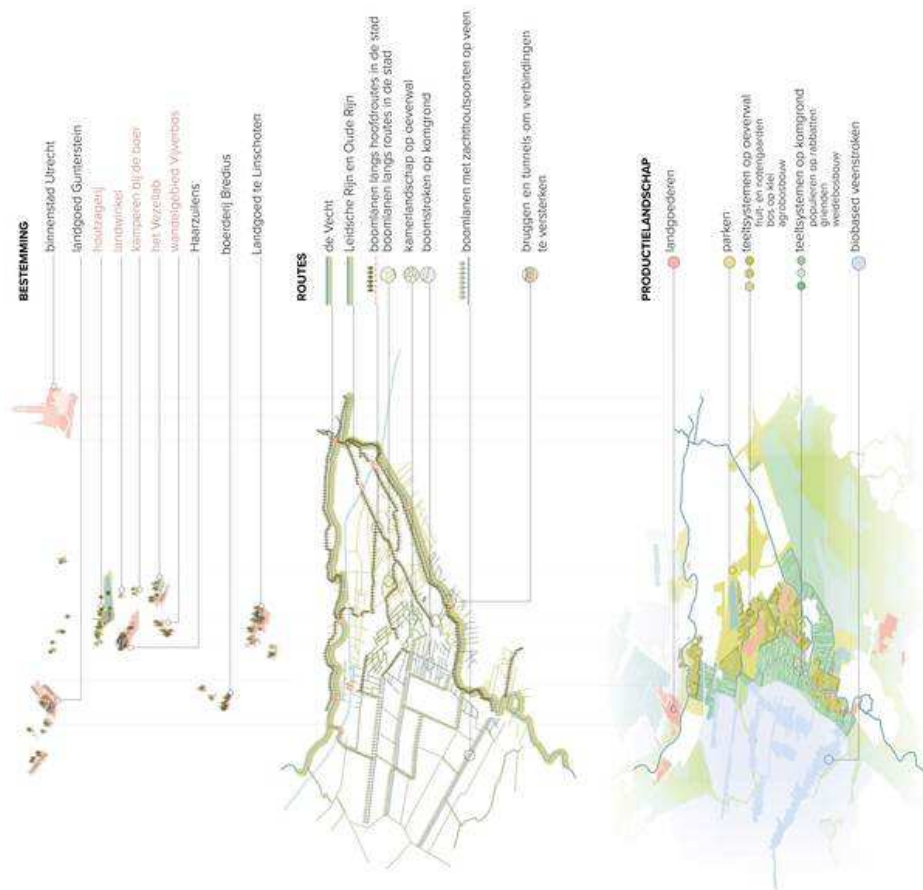 BESTEMMING
binnenstad Utrecht
landgoed Gunterstein
houtzagerij
landwinkel
kamperen bij de boer
het Vezellab
wandelgebied Vijverbos
Haarzuilens
boerderij Bredius
Landgoed te Linschoten
ROUTES
de Vecht
Leidsche Rijn en Oude Rijn
boomlanen langs hoofdroutes in de stad
boomlanen langs routes in de stad
kamerlandschap op oeverwal
boomstroken op komgrond
boomlanen met zachthoutsoorten op veen
bruggen en tunnels om verbindingen
te versterken
PRODUCTIELANDSCHAP
landgoederen
parken
teeltsystemen op oeverwal
fruit- en notengaarden
bos op klei
agrobosbouw
teeltsystemen op komgrond
populieren op rabbatten
grienden
weidebosbouw
biobased veenstroken